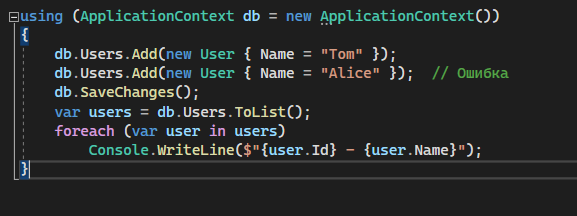 using (ApplicationContext db = new ApplicationContext())
{
    db.Users.Add(new User { Name = "Tom" });
    db.Users.Add(new User { Name = "Alice" });  // Ошибка
    db.SaveChanges();
    var users = db.Users.ToList();
    foreach (var user in users)
        Console.WriteLine($"{user.Id} - {user.Name}");
}